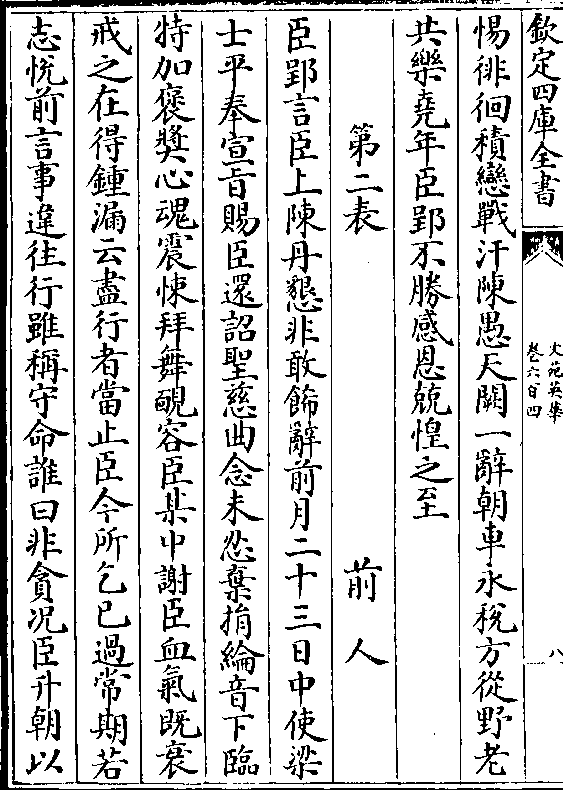 欽定四庫全書
文苑英華
卷六百四
八
惕徘徊積戀戰汗陳愚天闕一辭朝車永稅方從野老
共樂堯年臣郢不勝感恩兢惶之至
第二表 前人
臣郢言臣上陳丹懇非敢飾辭前月二十三日中使梁
士平奉宣旨賜臣還詔聖慈曲念未忍棄捐綸音下臨
特加褒奬心魂震悚拜舞靦容臣某中謝臣血氣既衰
戒之在得鍾漏云盡行者當止臣今所乞已過常期若
志悅前言事違往行雖稱守命誰曰非貪况臣升朝以